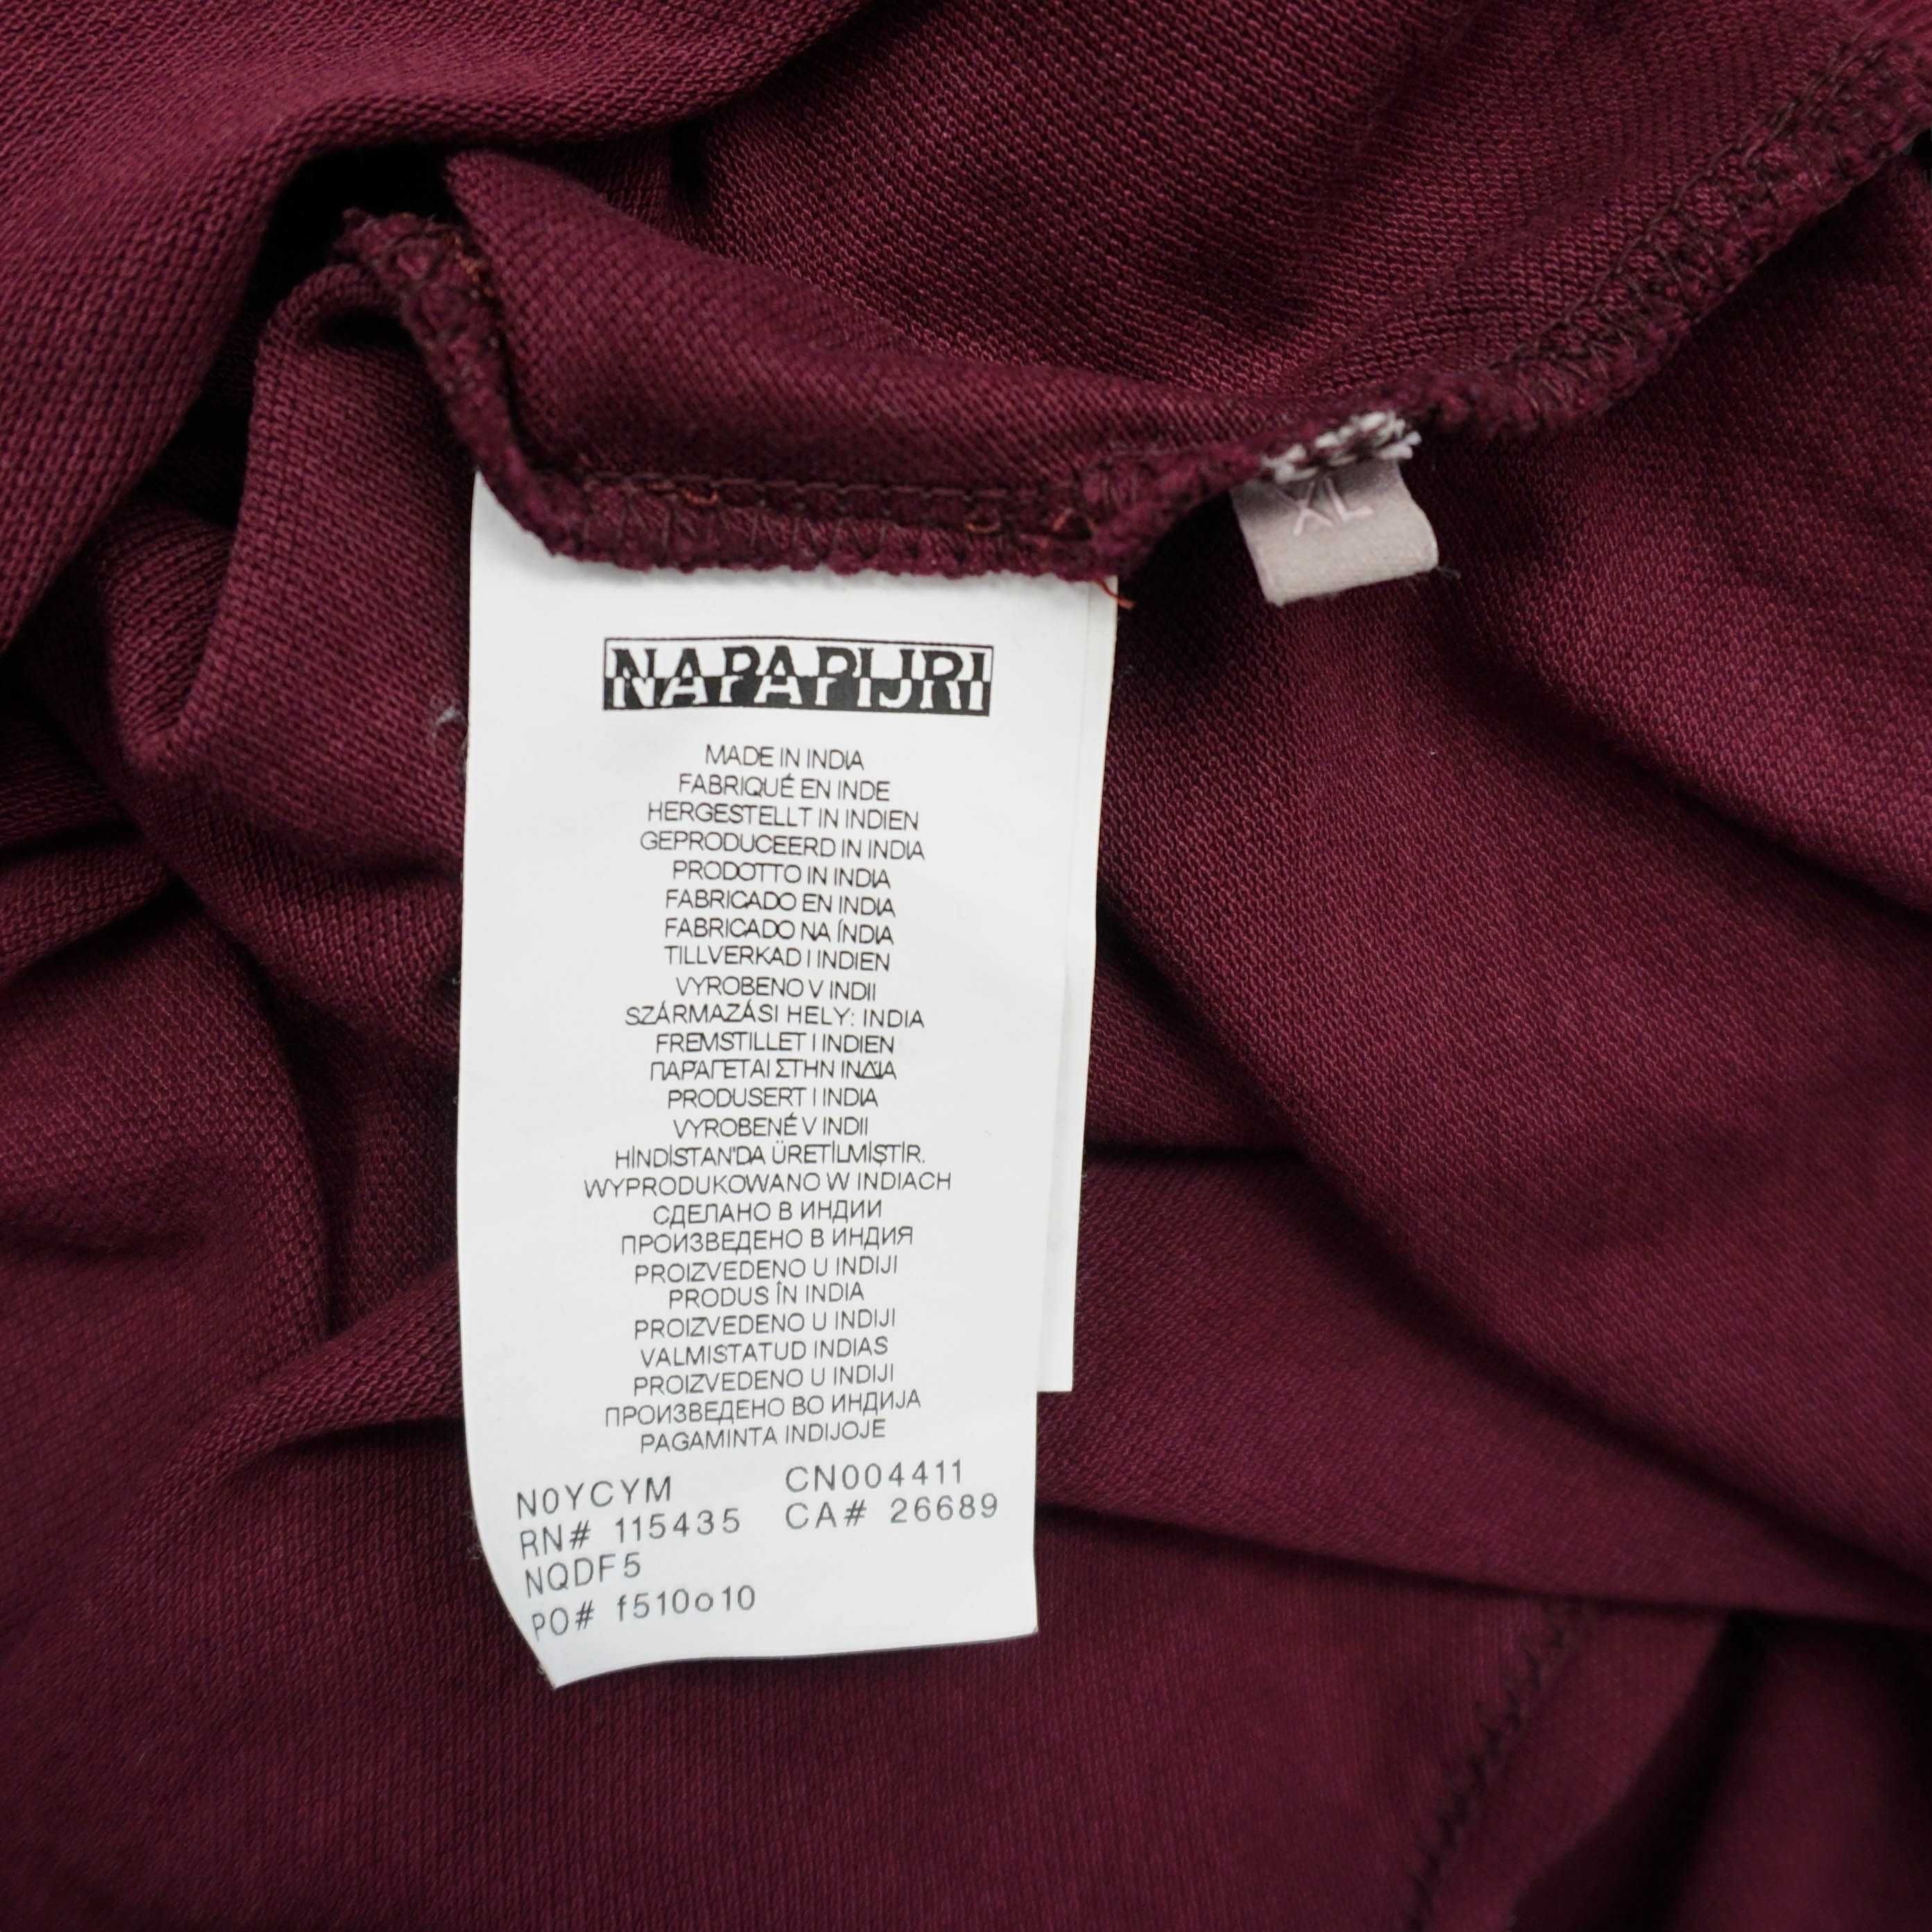 XL
NAPAPIJRI
MADE IN INDIA
FABRIQUÉ EN INDE
HERGESTELLT IN INDIEN
GEPRODUCEERD IN INDIA
PRODOTTO IN INDIA
FABRICADO EN INDIA
FABRICADO NA ÍNDIA
TILLVERKAD I INDIEN
VYROBENO V INDII
SZÁRMAZÁSI HELY: INDIA
FREMSTILLET I INDIEN
ΠΑΡΑΓΕΤΑΙ ΣΤΗΝ ΙΝΔΙΑ
PRODUSERT I INDIA
VYROBENÉ V INDII
HİNDİSTAN'DA ÜRETİLMİŞTİR.
WYPRODUKOWANO W INDIACH
СДЕЛАНО В ИНДИИ
ПРОИЗВЕДЕНО В ИНДИЯ
PROIZVEDENO U INDIJI
PRODUS ÎN INDIA
PROIZVEDENO U INDIJI
VALMISTATUD INDIAS
PROIZVEDENO U INDIJI
ПРОИЗВЕДЕНО ВО ИНДИЈА
PAGAMINTA INDIJOJE
N0YCYM CN004411
RN# 115435 CA# 26689
NQDF5
PO# f510o10